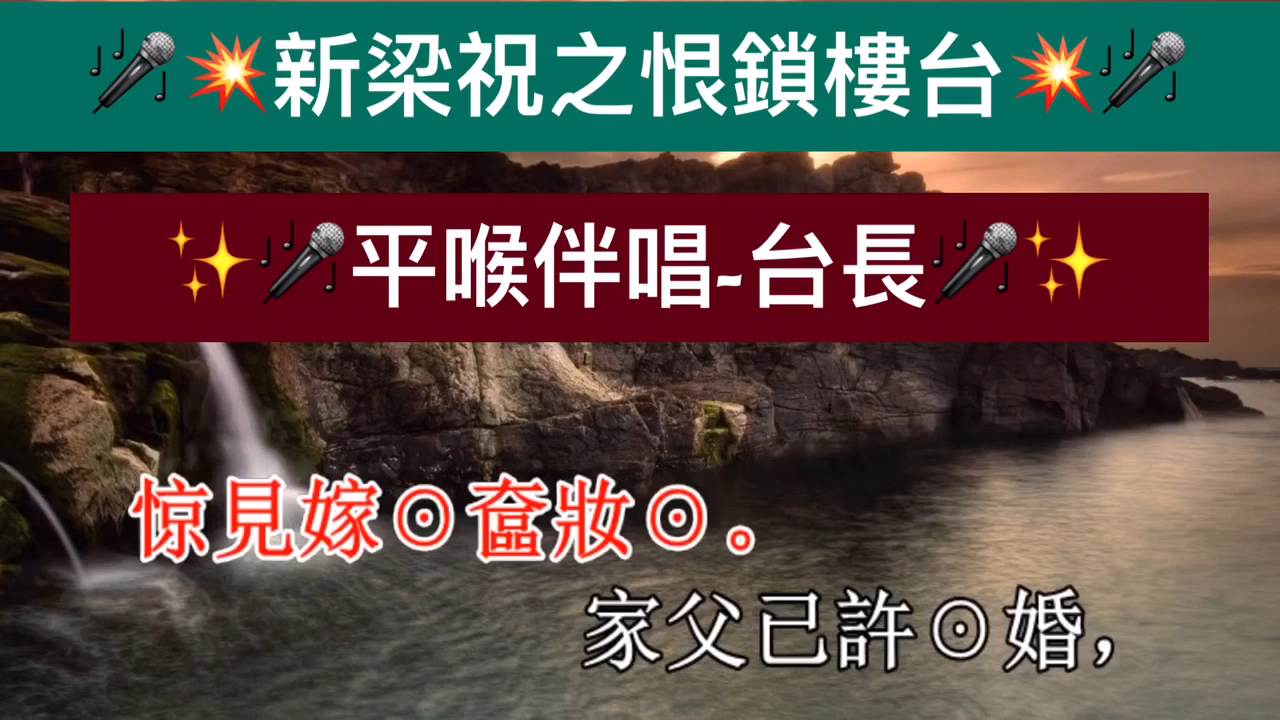 🎤💥新梁祝之恨鎖樓台💥🎤
✨🎤平喉伴唱~台長🎤✨
惊見嫁⊙奩妝⊙。
家父已許⊙婚，